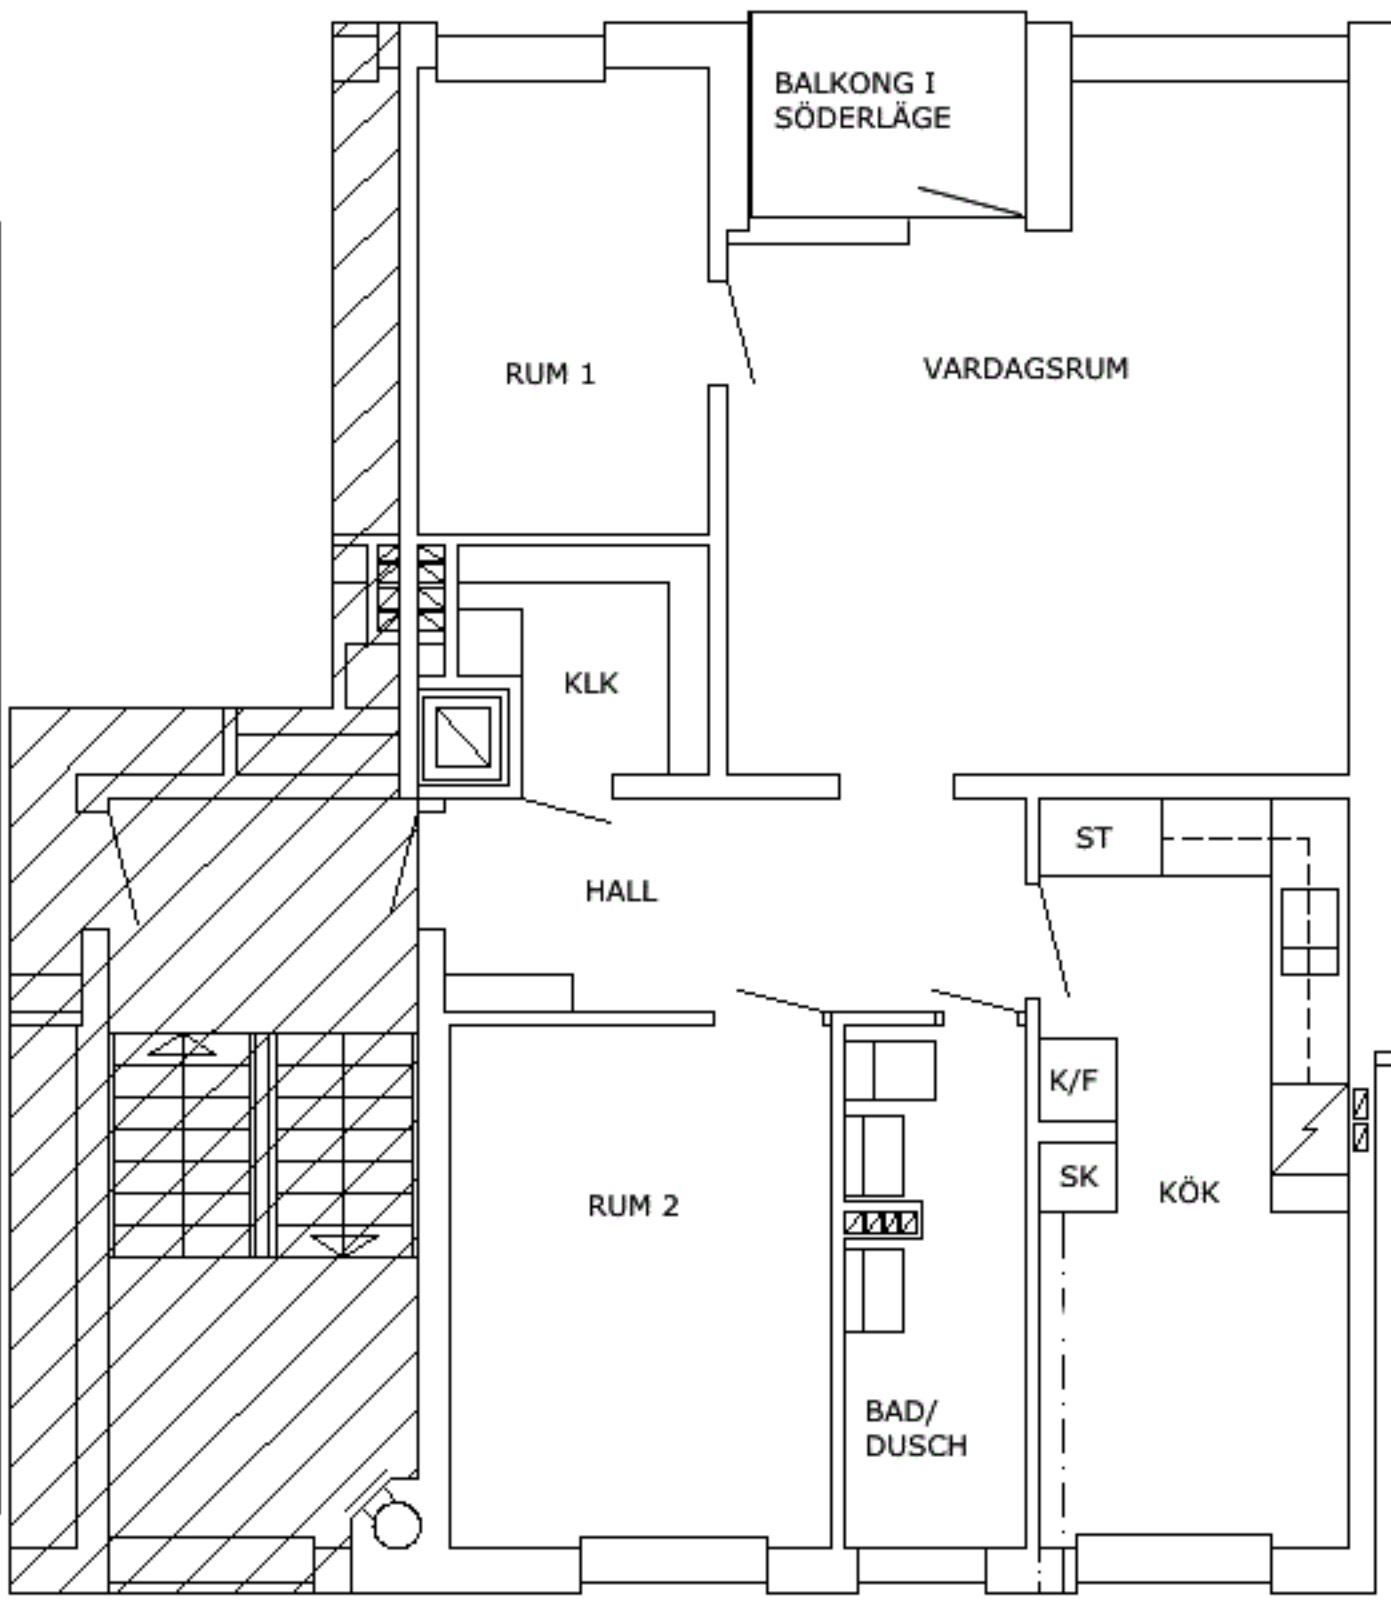 BALKONG I
SÖDERLÄGE
RUM 1
VARDAGSRUM
KLK
ST
HALL
K/F
SK
KÖK
RUM 2
BAD/
DUSCH